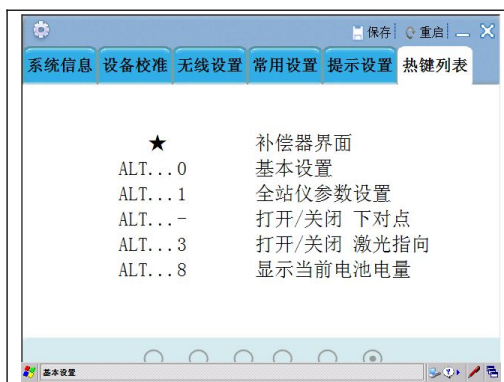 保存 重启
系统信息 设备校准 无线设置 常用设置 提示设置 热键列表
★ 补偿器界面
ALT...0 基本设置
ALT...1 全站仪参数设置
ALT...- 打开/关闭 下对点
ALT...3 打开/关闭 激光指向
ALT...8 显示当前电池电量
基本设置